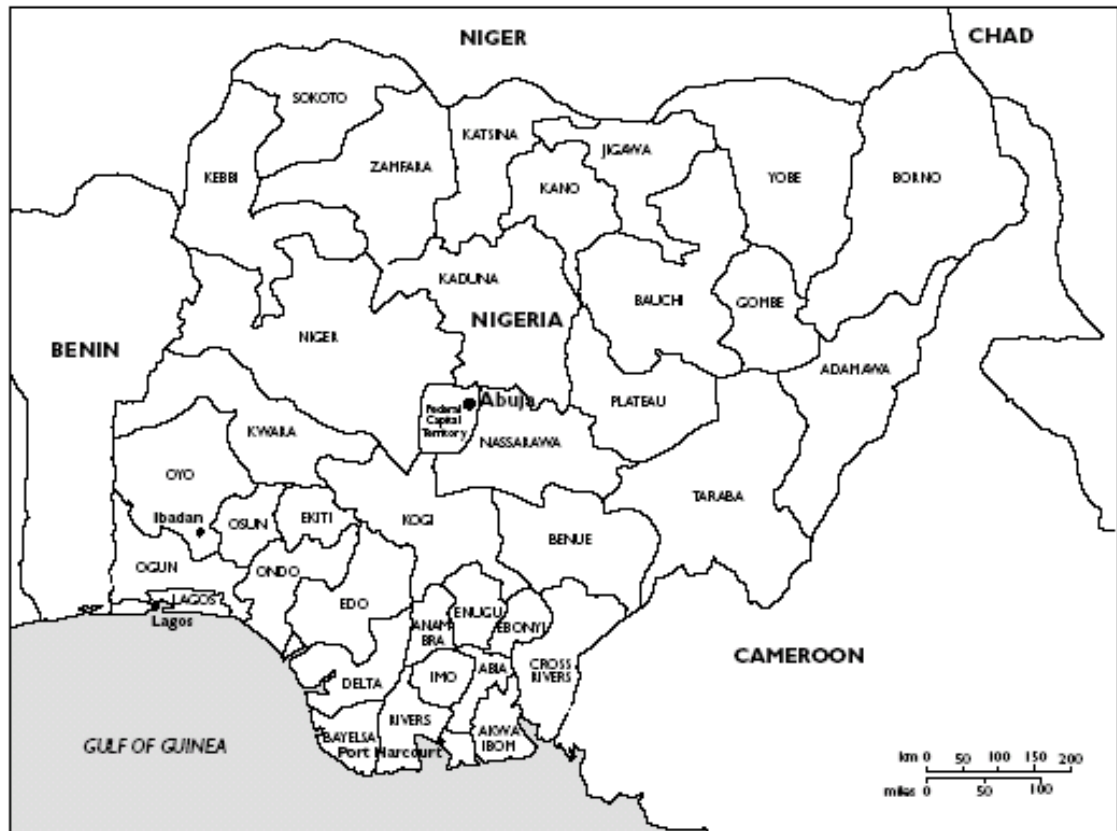 NIGER
CHAD
SOKOTO
KATSINA
JIGAWA
ZAMFARA
KEBBI
KANO
YOBE
BORNO
KADUNA
BAUCHI
GOMBE
NIGERIA
NIGER
BENIN
ADAMAWA
Abuja
PLATEAU
Federal
Capital
Territory
KWARA
NASSARAWA
OYO
TARABA
Ibadan
OSUN
EKITI
KOGI
BENUE
OGUN
ONDO
LAGOS
EDO
ENUGU
Lagos
ANAM
BRA
EBONYI
CROSS
RIVERS
ABIA
IMO
CAMEROON
DELTA
RIVERS
AKWA
IBOM
BAYELSA
Port Harcourt
GULF OF GUINEA
km 0 50 100 150 200
miles 0 50 100